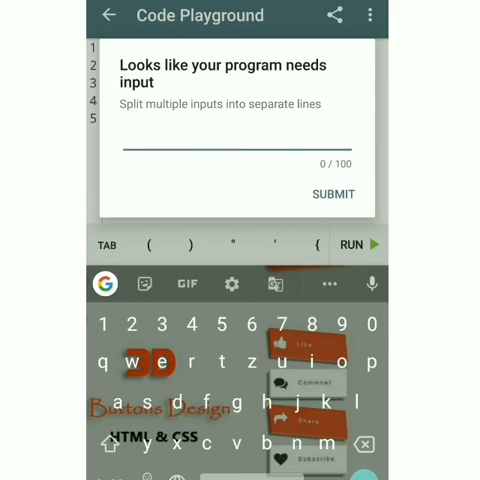 Code Playground
1
2
3
4
5
Looks like your program needs
input
Split multiple inputs into separate lines
0 / 100
SUBMIT
TAB ( ) " ' { RUN
G GIF
1 2 3 4 5 6 7 8 9 0
q w e r t z u i o p
3D
Like
Commnet
a s d f g h j k l
Buttons Design
Share
HTML & CSS
y x c v b n m
Subscribe